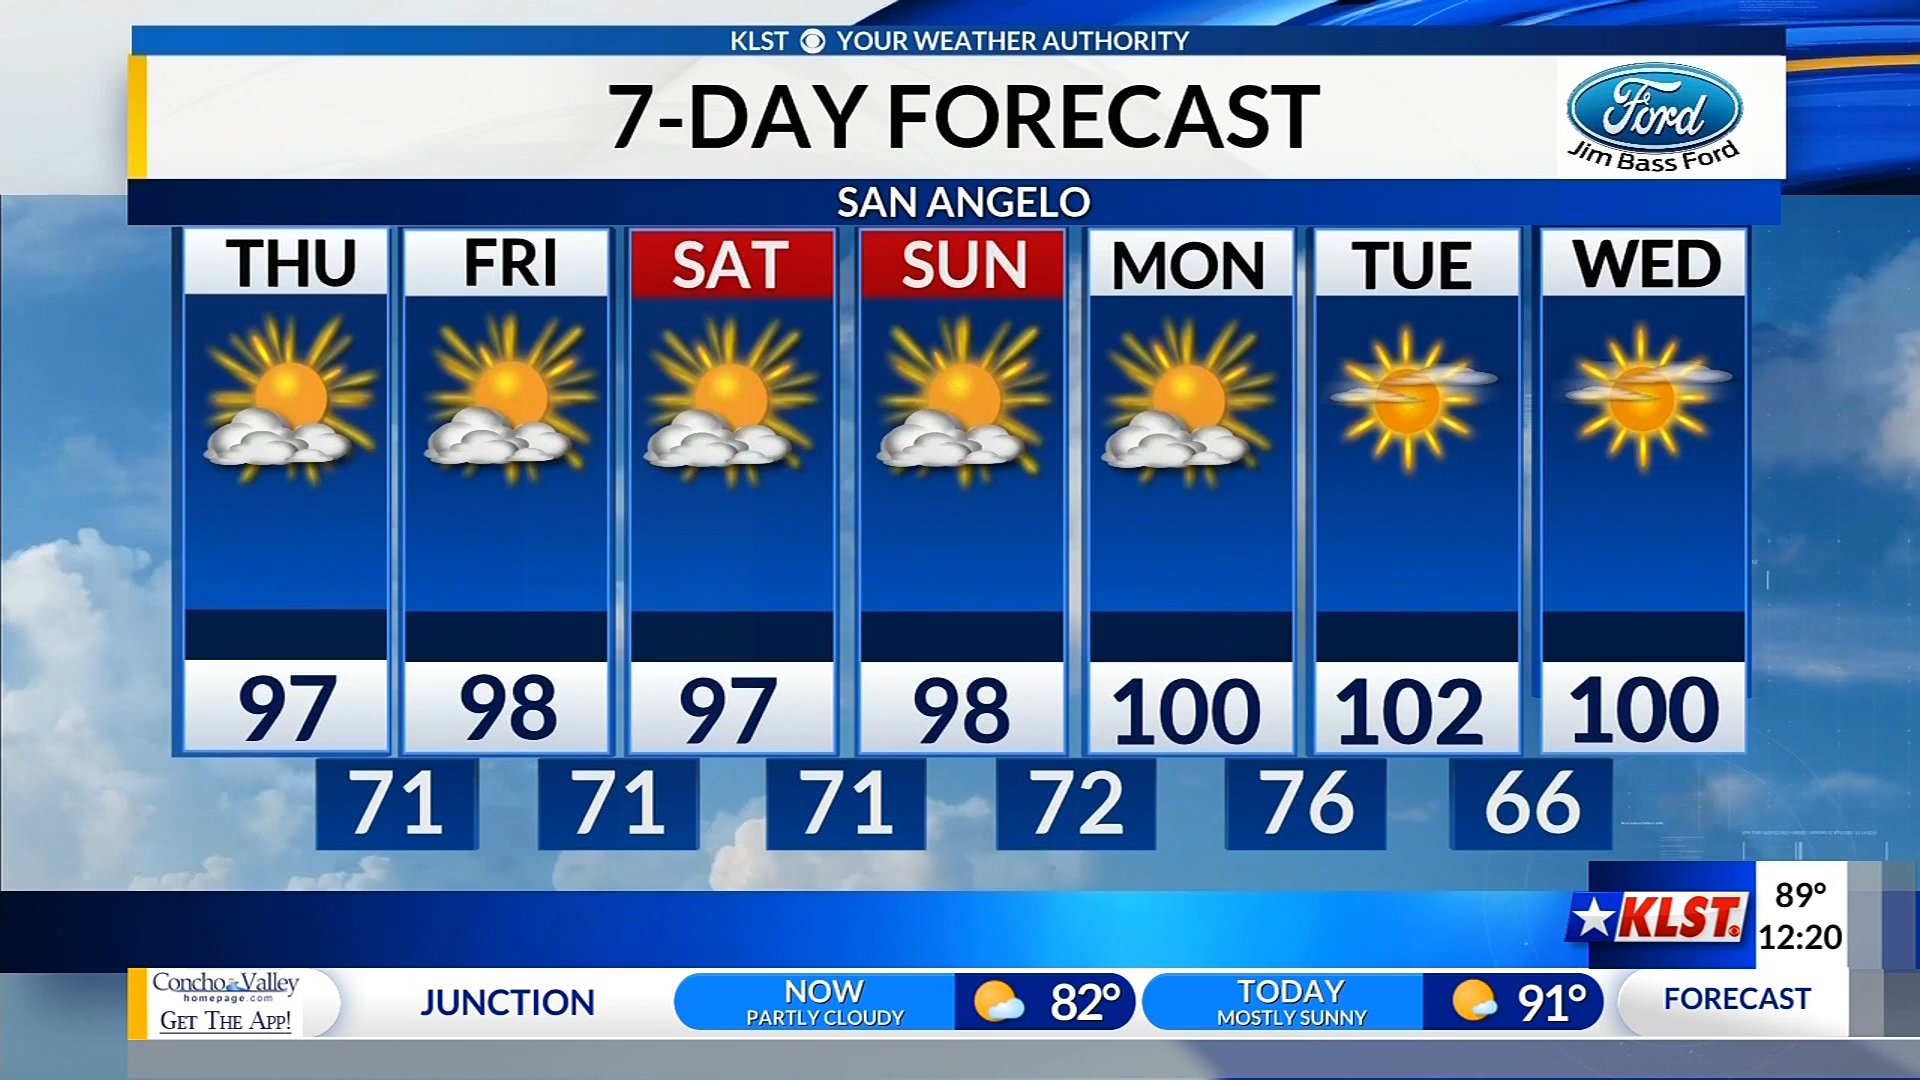 KLST YOUR WEATHER AUTHORITY
7-DAY FORECAST
Ford
Jim Bass Ford
SAN ANGELO
THU FRI SAT SUN MON TUE WED
97 98 97 98 100 102 100
71 71 71 72 76 66
KLST
89°
12:20
Concho Valley
homepage.com
GET THE APP!
JUNCTION
NOW
PARTLY CLOUDY
82°
TODAY
MOSTLY SUNNY
91°
FORECAST